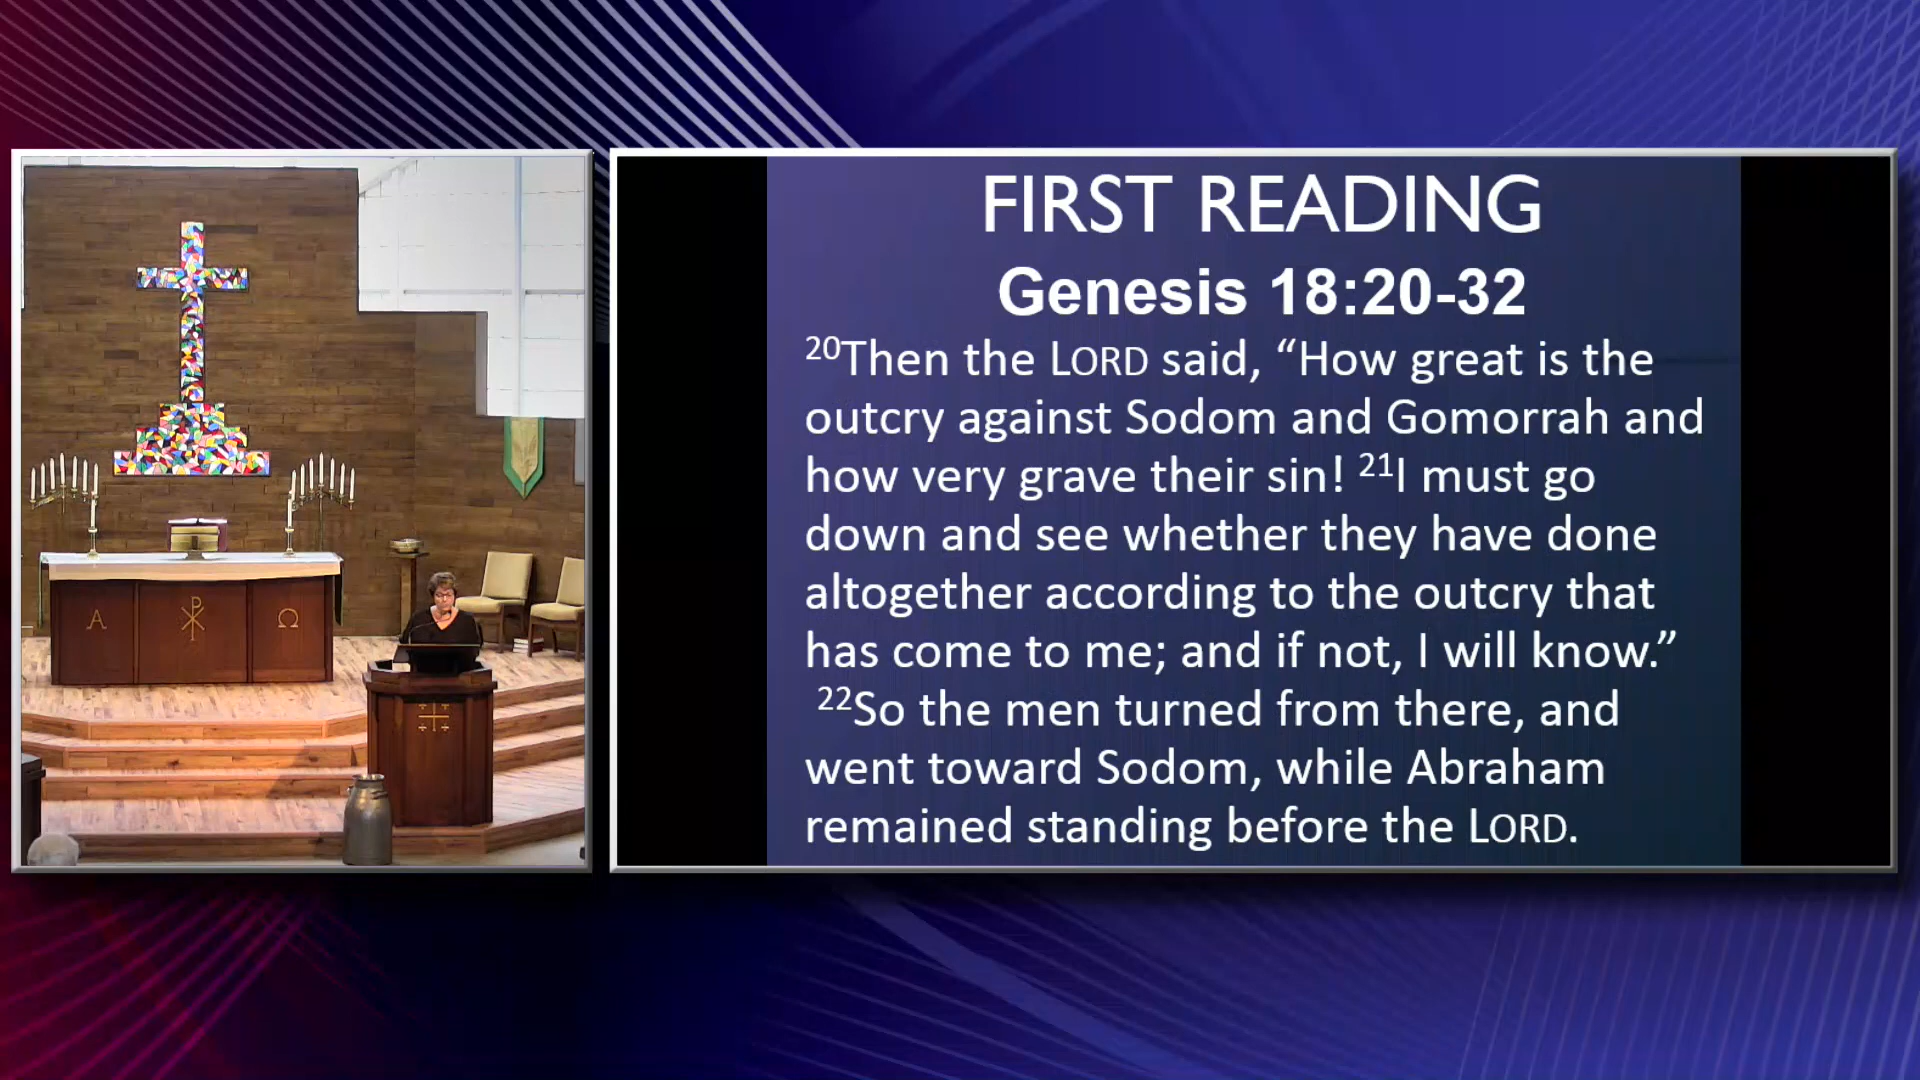 FIRST READING
Genesis 18:20-32
20Then the LORD said, “How great is the
outcry against Sodom and Gomorrah and
how very grave their sin! 21I must go
down and see whether they have done
altogether according to the outcry that
has come to me; and if not, I will know.”
22So the men turned from there, and
went toward Sodom, while Abraham
remained standing before the LORD.
Α
Ω